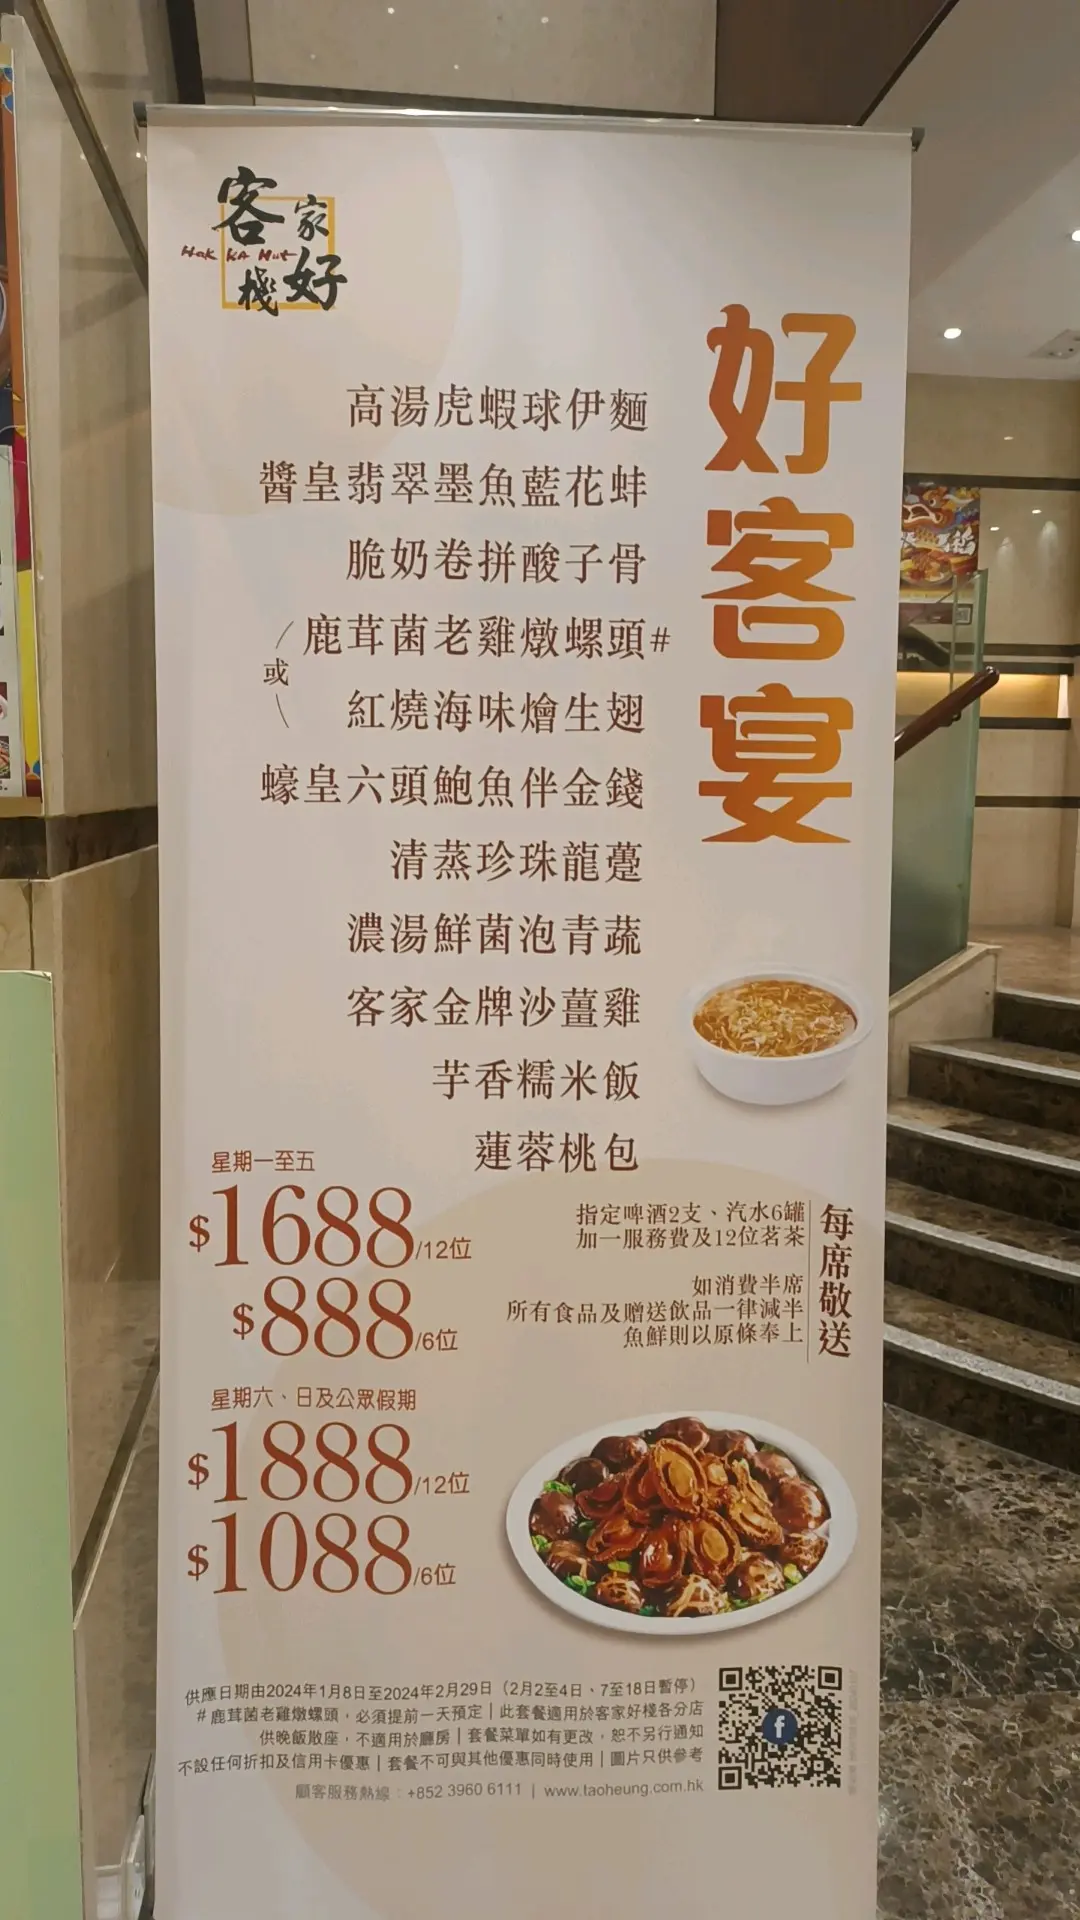 客家
好棧
Hak KA Hut
好客宴
高湯虎蝦球伊麵
醬皇翡翠墨魚藍花蚌
脆奶卷拼酸子骨
鹿茸菌老雞燉螺頭#
或
紅燒海味燴生翅
蠔皇六頭鮑魚伴金錢
清蒸珍珠龍躉
濃湯鮮菌泡青蔬
客家金牌沙薑雞
芋香糯米飯
蓮蓉桃包
星期一至五
$1688/12位
$888/6位
星期六、日及公眾假期
$1888/12位
$1088/6位
每席敬送
指定啤酒2支、汽水6罐
加一服務費及12位茗茶
如消費半席
所有食品及贈送飲品一律減半
魚鮮則以原條奉上
供應日期由2024年1月8日至2024年2月29日（2月2至4日、7至18日暫停）
#鹿茸菌老雞燉螺頭，必須提前一天預定 | 此套餐適用於客家好棧各分店
供晚飯散座，不適用於廳房 | 套餐菜單如有更改，恕不另行通知
不設任何折扣及信用卡優惠 | 套餐不可與其他優惠同時使用 | 圖片只供參考
顧客服務熱線：+852 3960 6111 | www.taoheung.com.hk